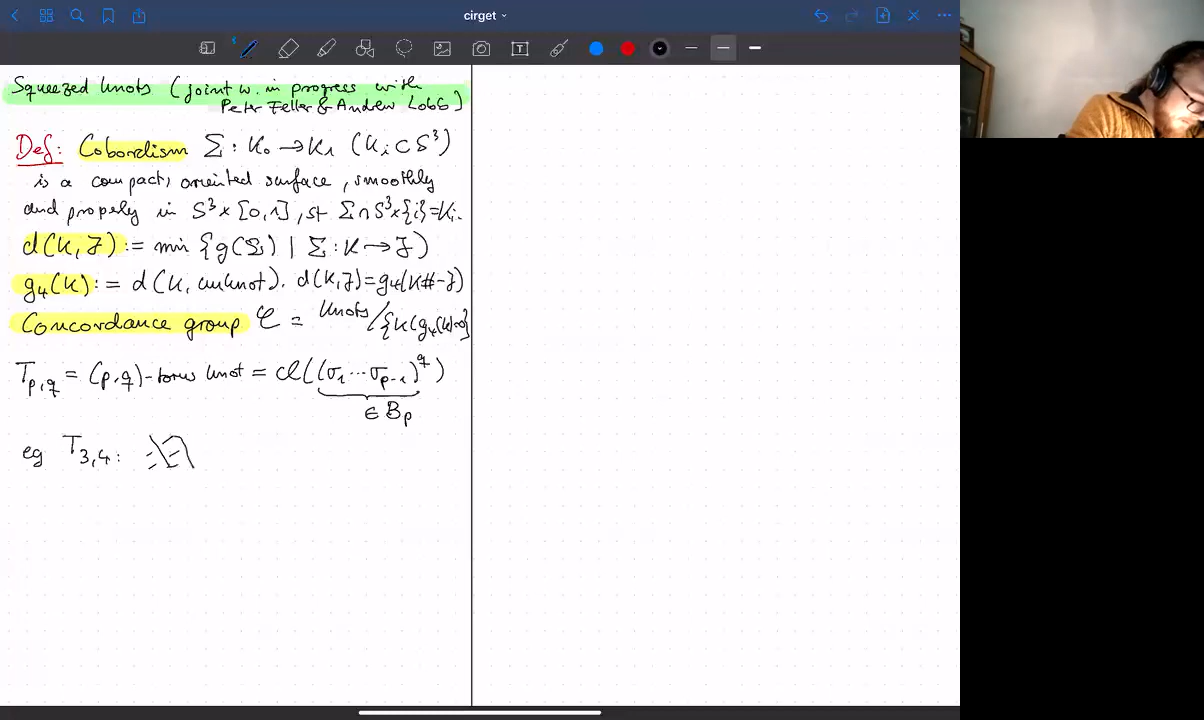 cirget
Squeezed knots (joint w. in progress with
Peter Feller & Andrew Lobb)
Def: Cobordism Σ : K₀ → K₁ (Kᵢ ⊂ S³)
is a compact, oriented surface, smoothly
and properly in S³ × [0,1], st Σ ∩ S³ × {i} = Kᵢ.
d(K, J) := min {g(Σ) | Σ : K → J}
g₄(K) := d(K, unknot). d(K,J) = g₄(K # -J)
Concordance group 𝒞 = Knots/{K|g₄(K)=0}
T_{p,q} = (p,q)-torus knot = cl((σ₁ ⋯ σ_{p-1})^q)
∈ B_p
eg T_{3,4}: